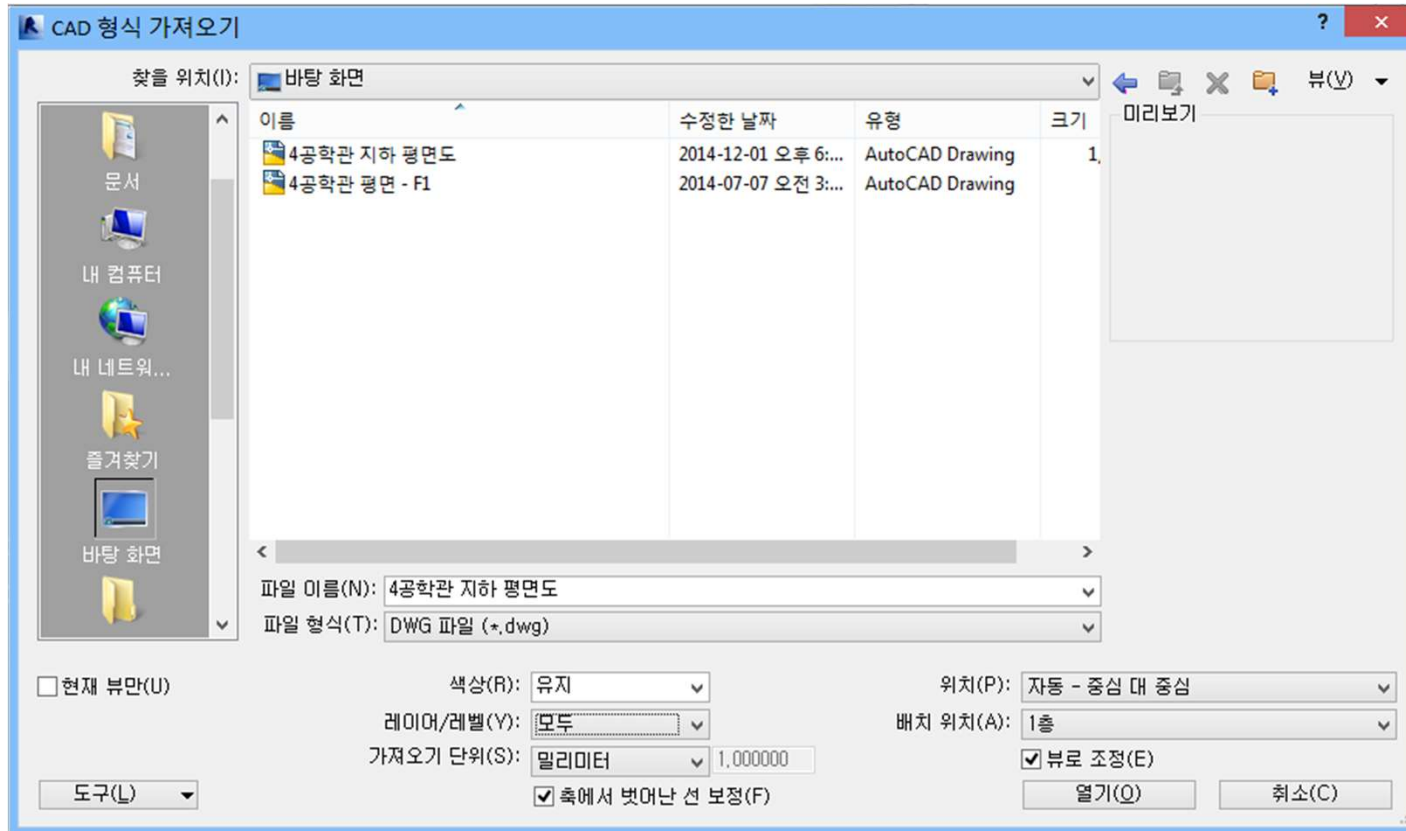 CAD 형식 가져오기
?
찾을 위치(I): 바탕 화면
뷰(V)
미리보기
이름 수정한 날짜 유형 크기
4공학관 지하 평면도 2014-12-01 오후 6:... AutoCAD Drawing 1,
4공학관 평면 - F1 2014-07-07 오전 3:... AutoCAD Drawing
문서
내 컴퓨터
내 네트워...
즐겨찾기
바탕 화면
파일 이름(N): 4공학관 지하 평면도
파일 형식(T): DWG 파일 (*.dwg)
현재 뷰만(U) 색상(R): 유지 위치(P): 자동 - 중심 대 중심
레이어/레벨(Y): 모두 배치 위치(A): 1층
가져오기 단위(S): 밀리미터 1.000000 뷰로 조정(E)
도구(L) 축에서 벗어난 선 보정(F) 열기(O) 취소(C)